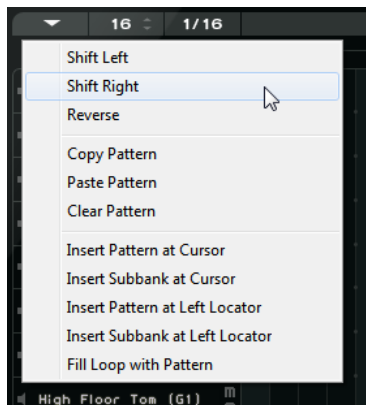 16 1/16
Shift Left
Shift Right
Reverse
Copy Pattern
Paste Pattern
Clear Pattern
Insert Pattern at Cursor
Insert Subbank at Cursor
Insert Pattern at Left Locator
Insert Subbank at Left Locator
Fill Loop with Pattern
High Floor Tom (G1) m